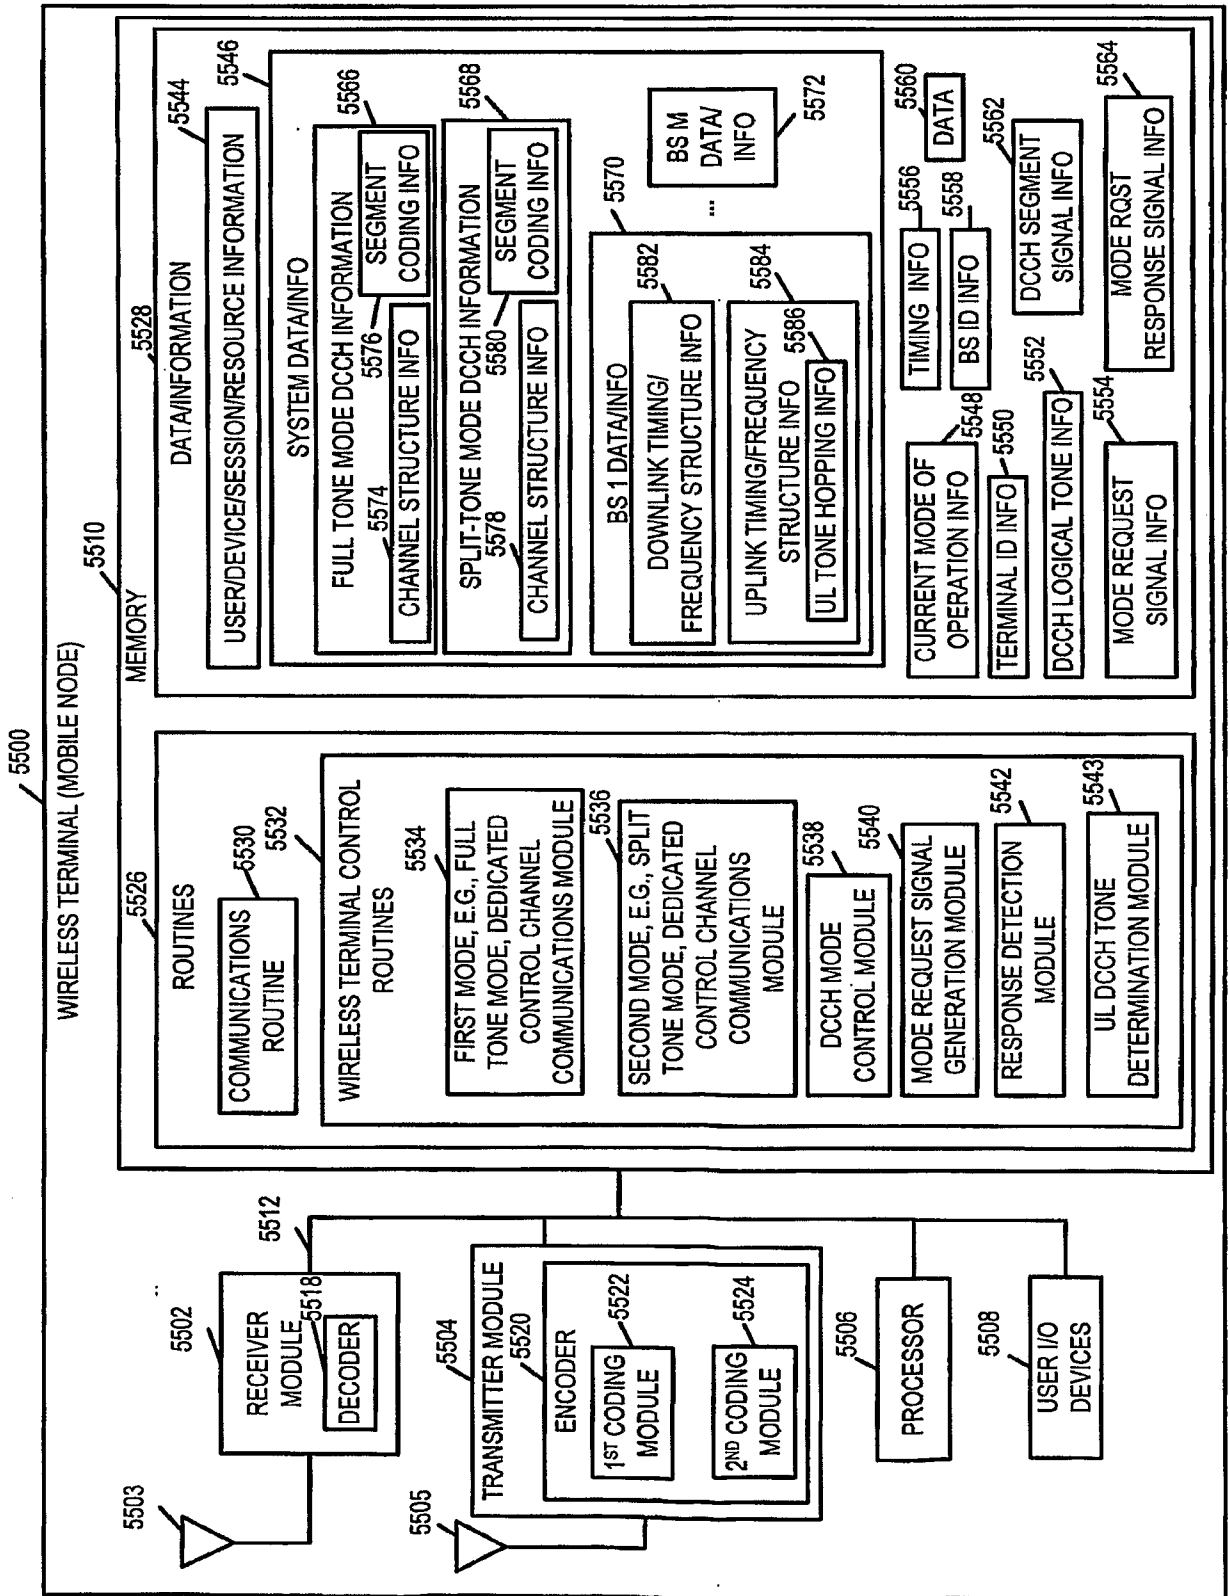 5500
WIRELESS TERMINAL (MOBILE NODE)
5503
5502
RECEIVER
MODULE
5518
DECODER
5512
5505
5504
TRANSMITTER MODULE
5520
ENCODER
5522
1ST CODING
MODULE
5524
2ND CODING
MODULE
5506
PROCESSOR
5508
USER I/O
DEVICES
5510
MEMORY
5526
ROUTINES
5530
COMMUNICATIONS
ROUTINE
5532
WIRELESS TERMINAL CONTROL
ROUTINES
5534
FIRST MODE, E.G., FULL
TONE MODE, DEDICATED
CONTROL CHANNEL
COMMUNICATIONS MODULE
5536
SECOND MODE, E.G., SPLIT
TONE MODE, DEDICATED
CONTROL CHANNEL
COMMUNICATIONS
MODULE
5538
DCCH MODE
CONTROL MODULE
5540
MODE REQUEST SIGNAL
GENERATION MODULE
5542
RESPONSE DETECTION
MODULE
5543
UL DCCH TONE
DETERMINATION MODULE
5528
DATA/INFORMATION
5544
USER/DEVICE/SESSION/RESOURCE INFORMATION
5546
SYSTEM DATA/INFO
5566
FULL TONE MODE DCCH INFORMATION
5574
CHANNEL STRUCTURE INFO
5576
SEGMENT
CODING INFO
5568
SPLIT-TONE MODE DCCH INFORMATION
5578
CHANNEL STRUCTURE INFO
5580
SEGMENT
CODING INFO
5570
BS 1 DATA/INFO
5582
DOWNLINK TIMING/
FREQUENCY STRUCTURE INFO
5584
UPLINK TIMING/FREQUENCY
STRUCTURE INFO
5586
UL TONE HOPPING INFO
...
BS M
DATA/
INFO
5572
5548
CURRENT MODE OF
OPERATION INFO
5556
TIMING INFO
5560
DATA
5558
BS ID INFO
5550
TERMINAL ID INFO
5562
DCCH SEGMENT
SIGNAL INFO
5552
DCCH LOGICAL TONE INFO
5554
MODE REQUEST
SIGNAL INFO
5564
MODE RQST
RESPONSE SIGNAL INFO